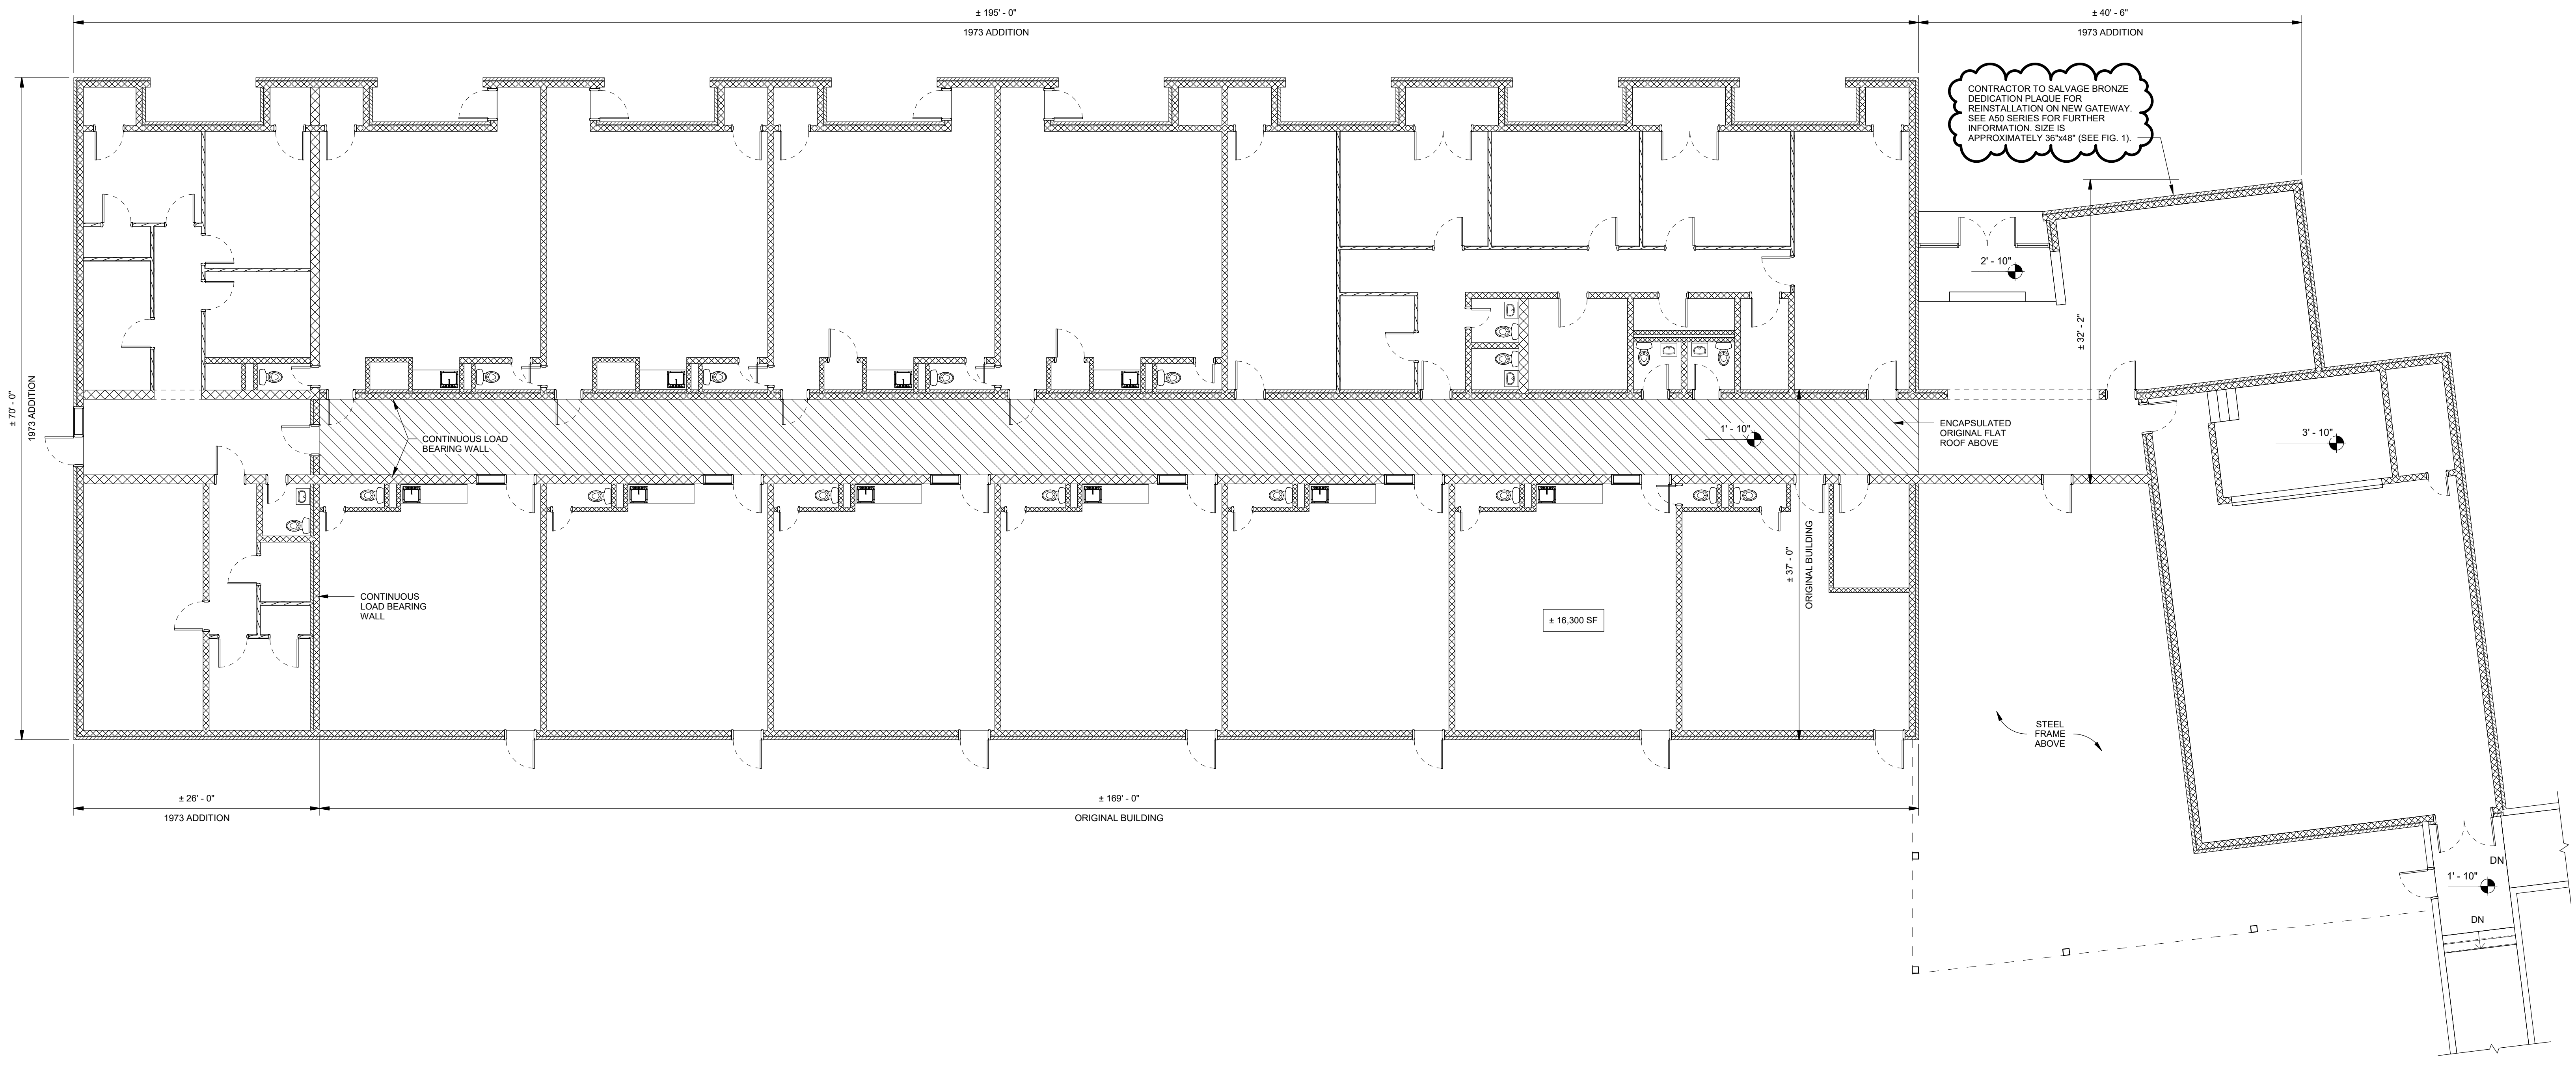 ± 195' - 0"
1973 ADDITION
± 40' - 6"
1973 ADDITION
CONTRACTOR TO SALVAGE BRONZE
DEDICATION PLAQUE FOR
REINSTALLATION ON NEW GATEWAY.
SEE A50 SERIES FOR FURTHER
INFORMATION. SIZE IS
APPROXIMATELY 36"x48" (SEE FIG. 1).
± 70' - 0"
1973 ADDITION
2' - 10"
± 32' - 2"
CONTINUOUS LOAD
BEARING WALL
1' - 10"
ENCAPSULATED
ORIGINAL FLAT
ROOF ABOVE
3' - 10"
CONTINUOUS
LOAD BEARING
WALL
± 16,300 SF
± 37' - 0"
ORIGINAL BUILDING
STEEL
FRAME
ABOVE
± 26' - 0"
1973 ADDITION
± 169' - 0"
ORIGINAL BUILDING
DN
1' - 10"
DN